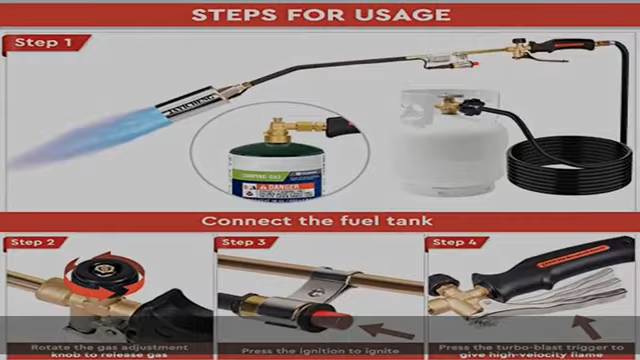 STEPS FOR USAGE
Step 1
CAMPING GAS
DANGER
Connect the fuel tank
Step 2
Step 3
Step 4
Rotate the gas adjustment
knob to release gas
Press the ignition to ignite
Press the turbo-blast trigger to
give high-velocity flame